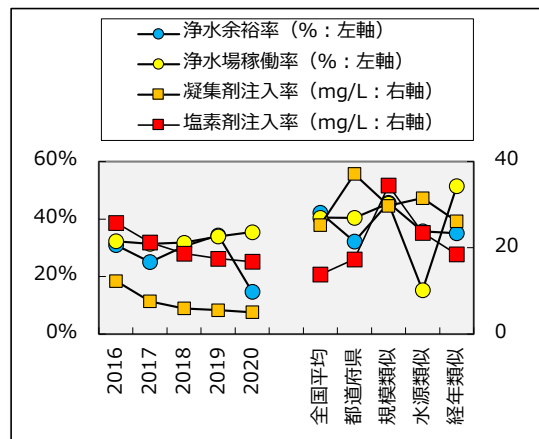 浄水余裕率（%：左軸）
浄水場稼働率（%：左軸）
凝集剤注入率（mg/L：右軸）
塩素剤注入率（mg/L：右軸）
60%
40%
20%
0%
40
20
0
2016
2017
2018
2019
2020
全国平均
都道府県
規模類似
水源類似
経年類似